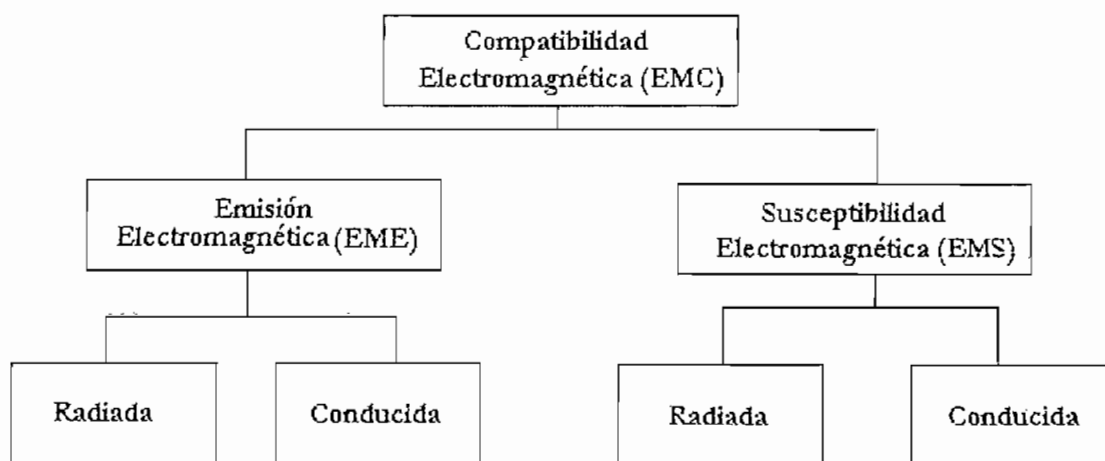 Compatibilidad
Electromagnética (EMC)
Emisión
Electromagnética (EME)
Susceptibilidad
Electromagnética (EMS)
Radiada
Conducida
Radiada
Conducida